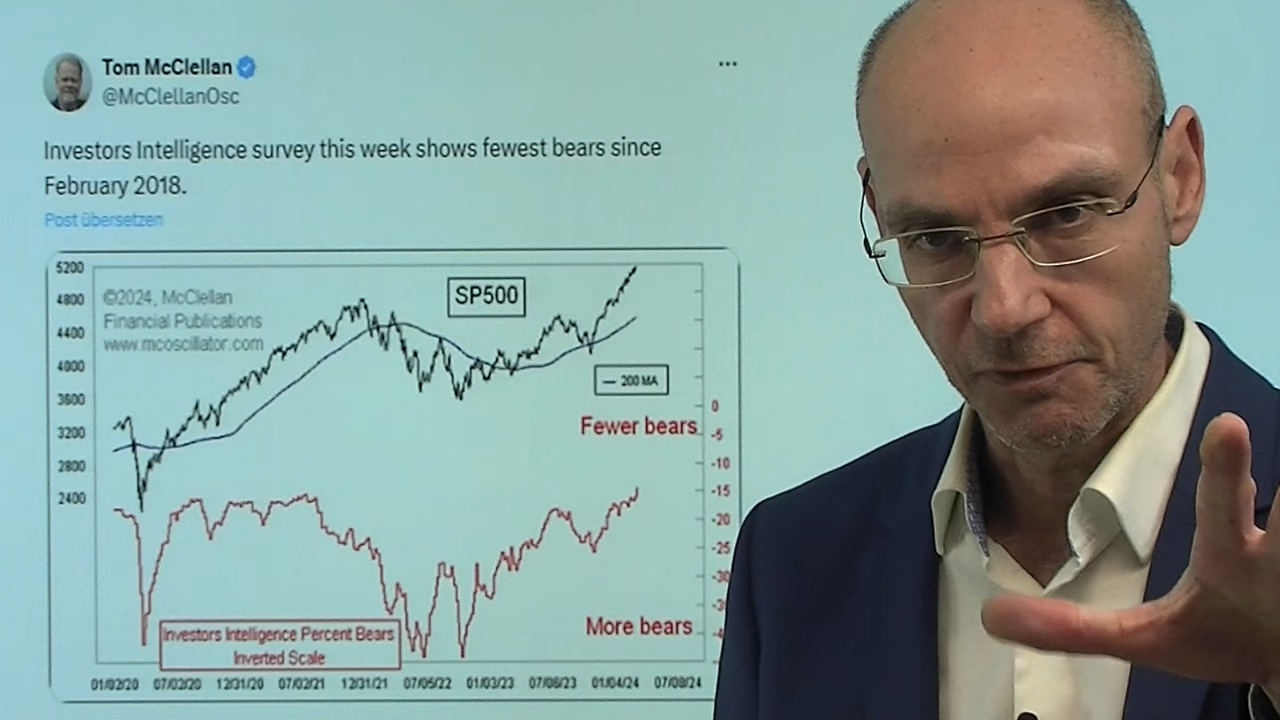 Tom McClellan
@McClellanOsc
...
Investors Intelligence survey this week shows fewest bears since
February 2018.
Post übersetzen
5200
4800
4400
4000
3600
3200
2800
2400
©2024, McClellan
Financial Publications
www.mcoscillator.com
SP500
— 200 MA
Fewer bears
More bears
0
-5
-10
-15
-20
-25
-30
Investors Intelligence Percent Bears
Inverted Scale
01/02/20 07/02/20 12/31/20 07/02/21 12/31/21 07/05/22 01/03/23 07/06/23 01/04/24 07/08/24